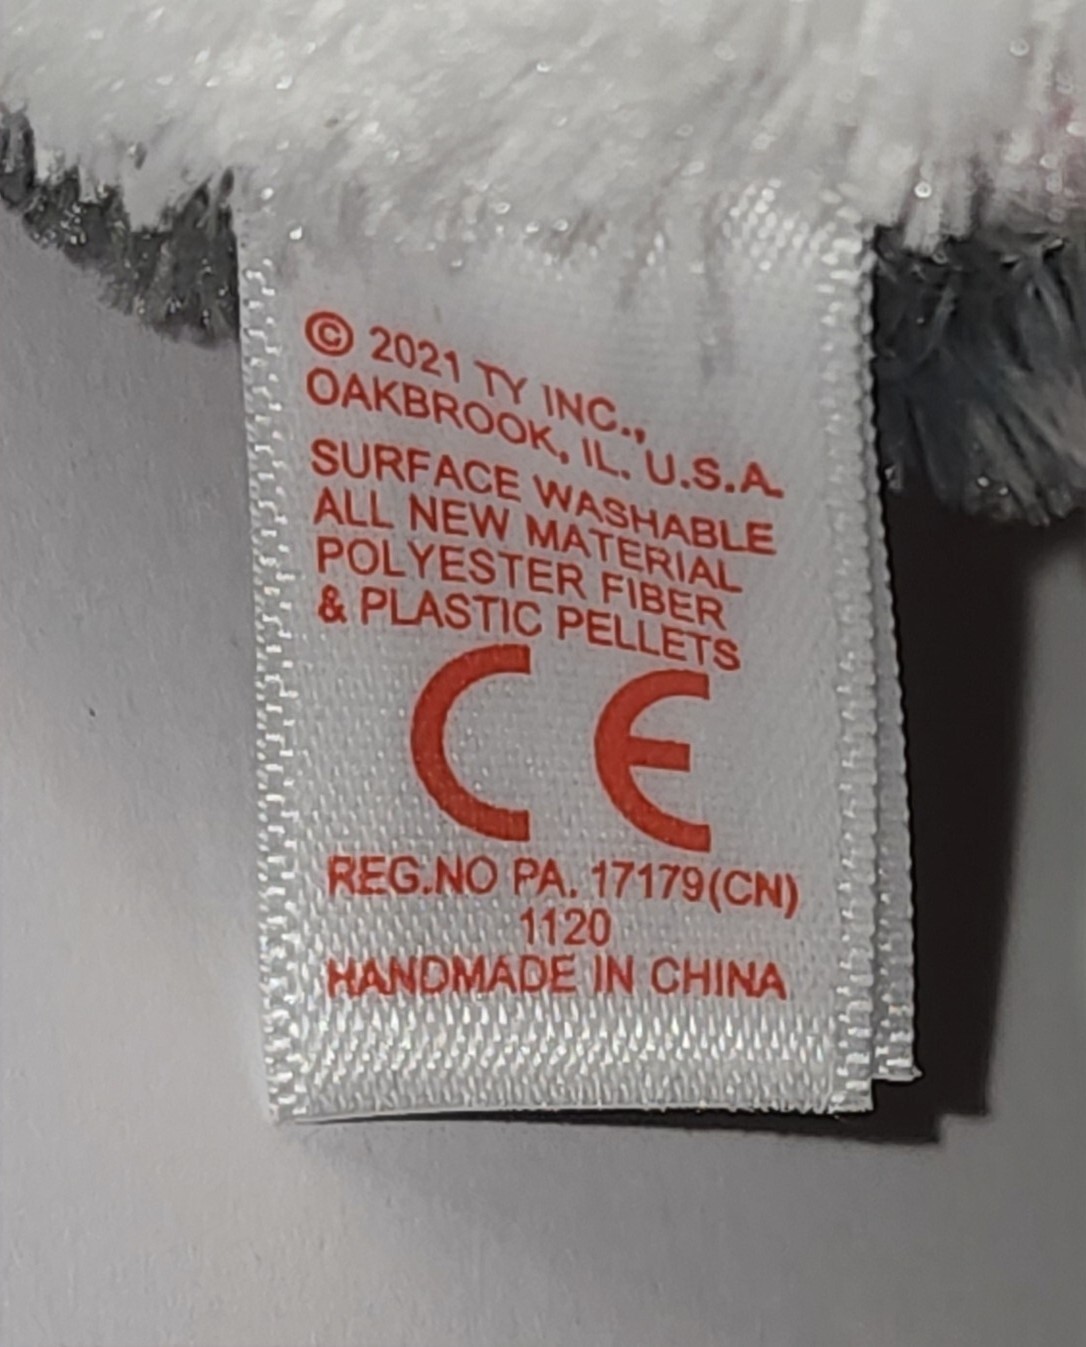 © 2021 TY INC.,
OAKBROOK, IL. U.S.A.
SURFACE WASHABLE
ALL NEW MATERIAL
POLYESTER FIBER
& PLASTIC PELLETS
CE
REG.NO PA. 17179(CN)
1120
HANDMADE IN CHINA